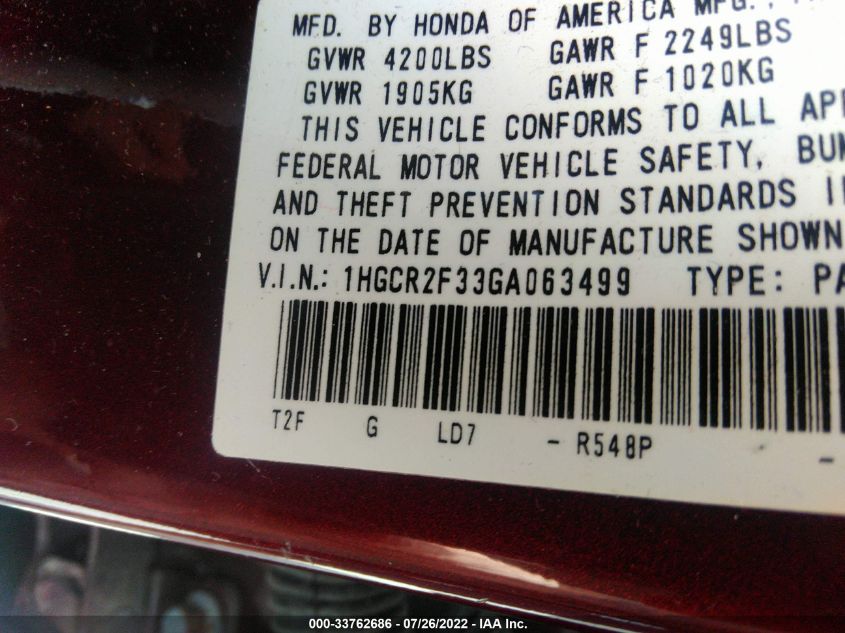 MFD. BY HONDA OF AMERICA MFG.,
GVWR 4200LBS GAWR F 2249LBS
GVWR 1905KG GAWR F 1020KG
THIS VEHICLE CONFORMS TO ALL
FEDERAL MOTOR VEHICLE SAFETY,
AND THEFT PREVENTION STANDARDS
ON THE DATE OF MANUFACTURE SHOWN
V.I.N.: 1HGCR2F33GA063499 TYPE: PA
T2F G LD7 - R548P -
000-33762686 - 07/26/2022 - IAA Inc.